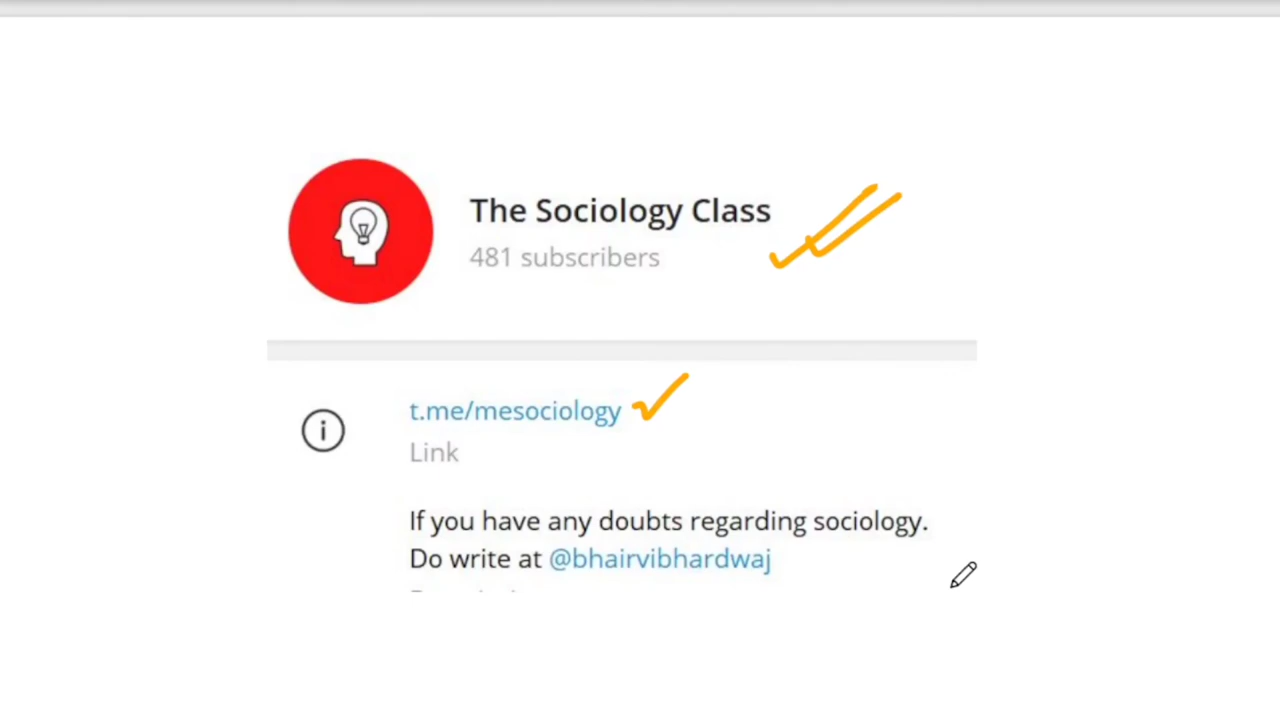 The Sociology Class
481 subscribers
t.me/mesociology
Link
If you have any doubts regarding sociology.
Do write at @bhairvibhardwaj